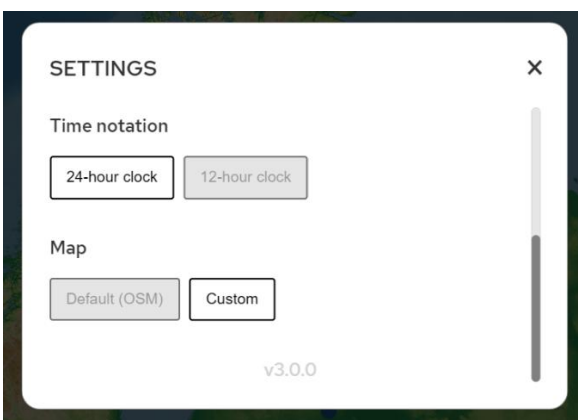 SETTINGS ×
Time notation
24-hour clock 12-hour clock
Map
Default (OSM) Custom
v3.0.0